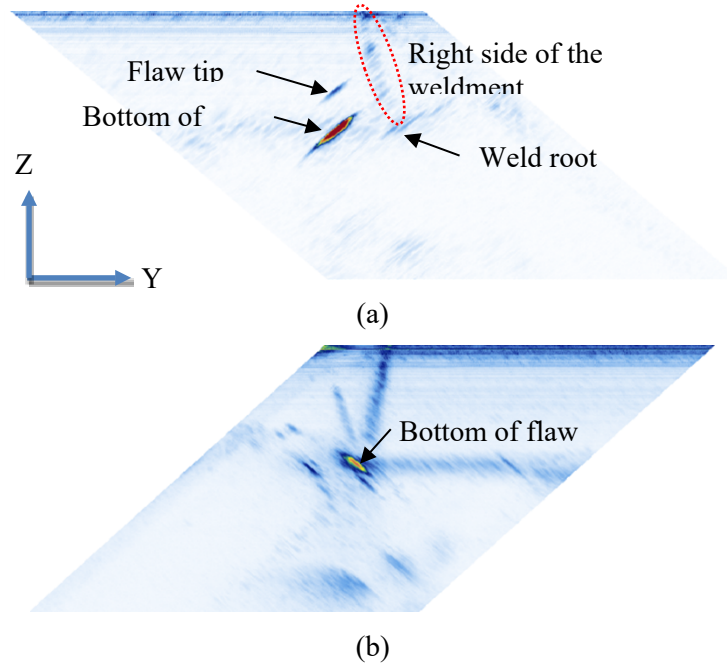 Flaw tip
Right side of the
weldment
Bottom of
Weld root
Z
Y
(a)
Bottom of flaw
(b)